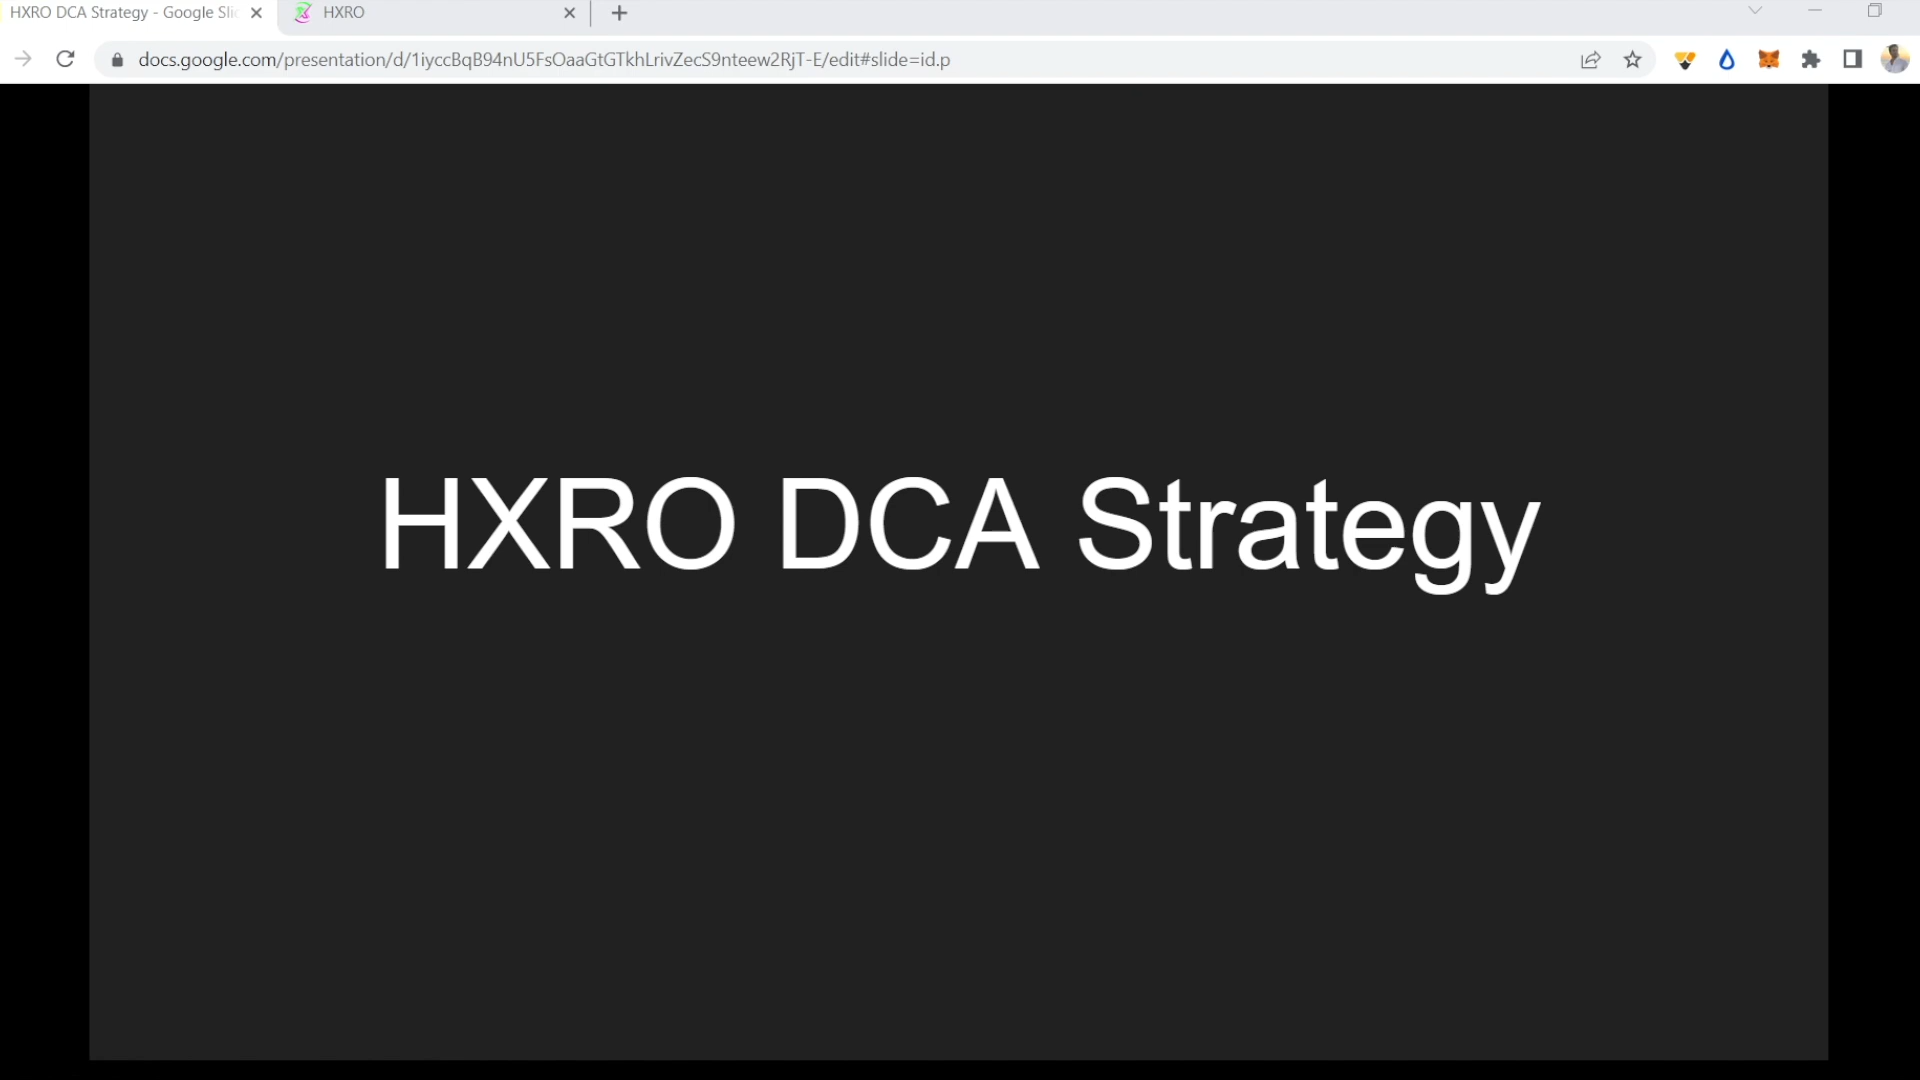 HXRO DCA Strategy - Google Sli
HXRO
docs.google.com/presentation/d/1iyccBqB94nU5FsOaaGtGTkhLrivZecS9nteew2RjT-E/edit#slide=id.p
HXRO DCA Strategy